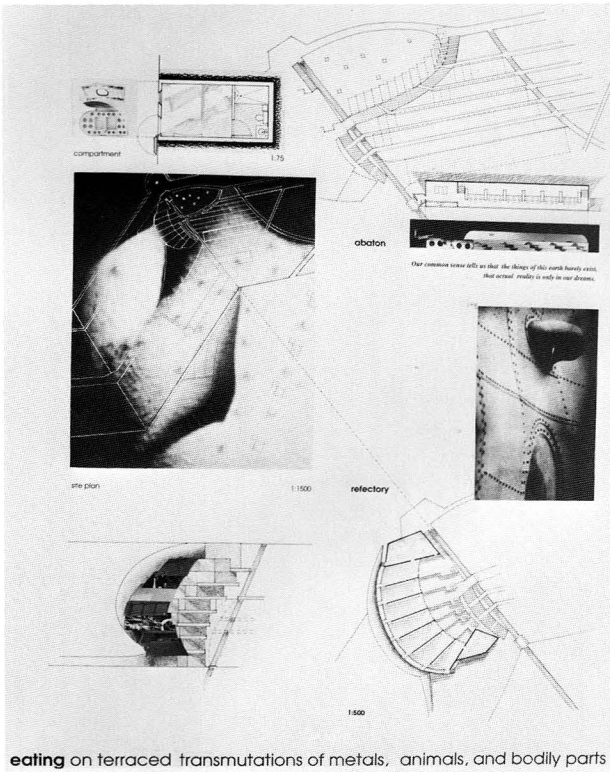 compartment
1:75
abaton
Our common sense tells us that the things of this earth barely exist,
that actual reality is only in our dreams.
site plan
1:1500
refectory
1:500
eating on terraced transmutations of metals, animals, and bodily parts